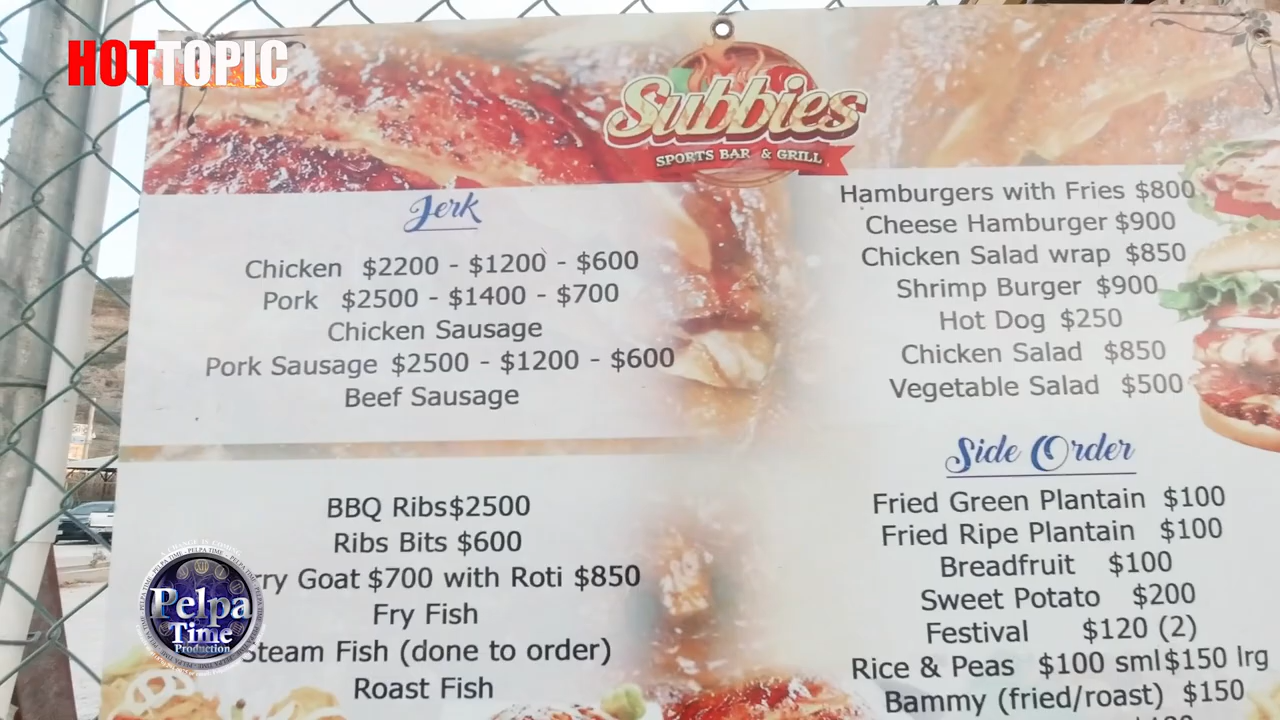 HOTTOPIC
Subbies
SPORTS BAR & GRILL
Jerk
Chicken $2200 - $1200 - $600
Pork $2500 - $1400 - $700
Chicken Sausage
Pork Sausage $2500 - $1200 - $600
Beef Sausage
BBQ Ribs$2500
Ribs Bits $600
rry Goat $700 with Roti $850
Fry Fish
Steam Fish (done to order)
Roast Fish
Hamburgers with Fries $800
Cheese Hamburger $900
Chicken Salad wrap $850
Shrimp Burger $900
Hot Dog $250
Chicken Salad $850
Vegetable Salad $500
Side Order
Fried Green Plantain $100
Fried Ripe Plantain $100
Breadfruit $100
Sweet Potato $200
Festival $120 (2)
Rice & Peas $100 sml $150 lrg
Bammy (fried/roast) $150
Pelpa
Time
Production